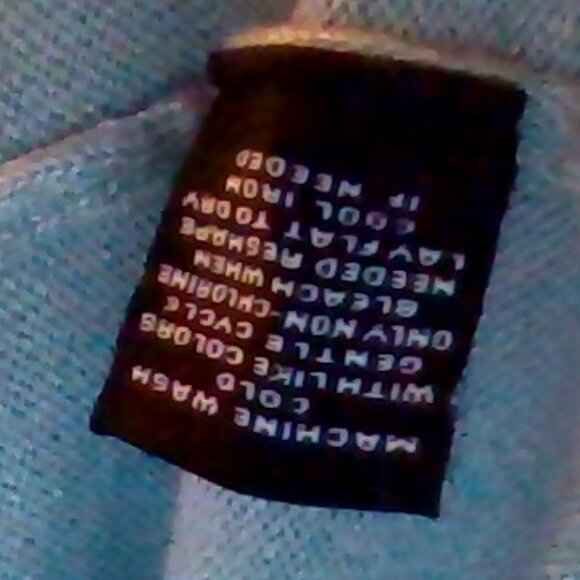 MACHINE WASH
COLD
WITH LIKE COLORS
GENTLE CYCLE
ONLY NON-CHLORINE
BLEACH WHEN
NEEDED RESHAPE
LAY FLAT TO DRY
COOL IRON
IF NEEDED